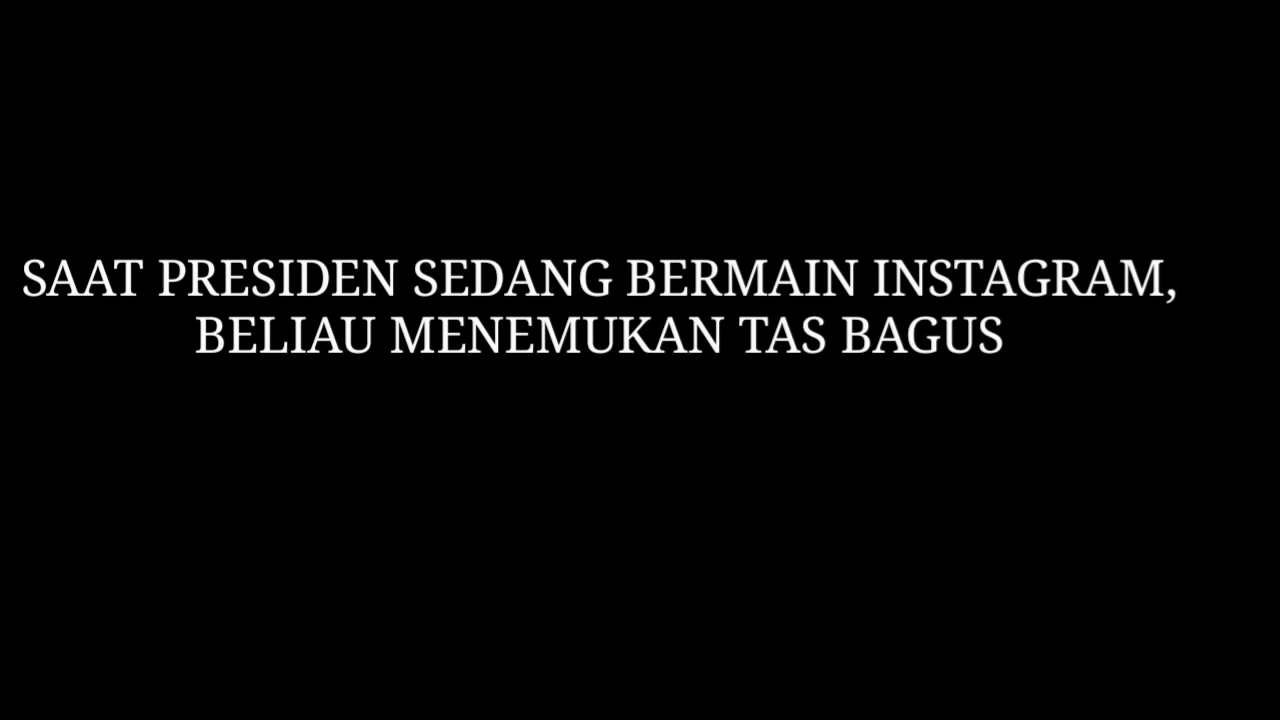 SAAT PRESIDEN SEDANG BERMAIN INSTAGRAM,
BELIAU MENEMUKAN TAS BAGUS